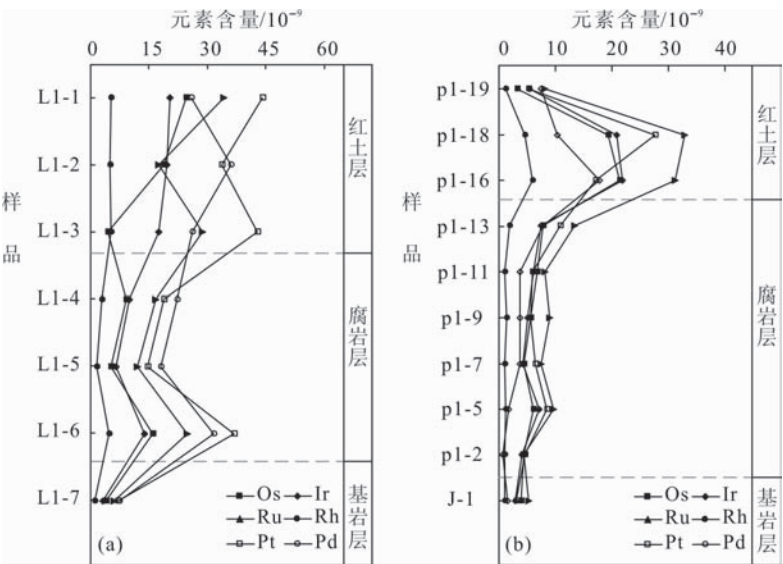 元素含量/10⁻⁹
0 15 30 45 60
L1-1
L1-2
L1-3
L1-4
L1-5
L1-6
L1-7
样品
红土层
腐岩层
基岩层
Os Ir
Ru Rh
Pt Pd
(a)
元素含量/10⁻⁹
0 10 20 30 40
p1-19
p1-18
p1-16
p1-13
p1-11
p1-9
p1-7
p1-5
p1-2
J-1
样品
红土层
腐岩层
基岩层
Os Ir
Ru Rh
Pt Pd
(b)